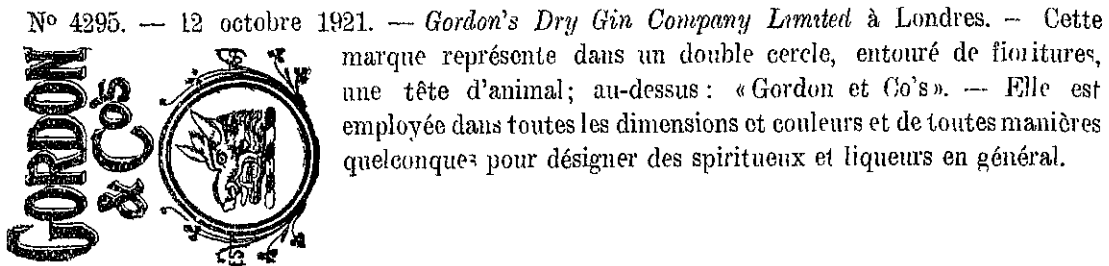 Nº 4295. — 12 octobre 1921. — Gordon's Dry Gin Company Limited à Londres. — Cette
marque représente dans un double cercle, entouré de fioritures,
une tête d'animal; au-dessus: «Gordon et Co's». — Elle est
employée dans toutes les dimensions et couleurs et de toutes manières
quelconques pour désigner des spiritueux et liqueurs en général.
GORDON
& Co's
EST